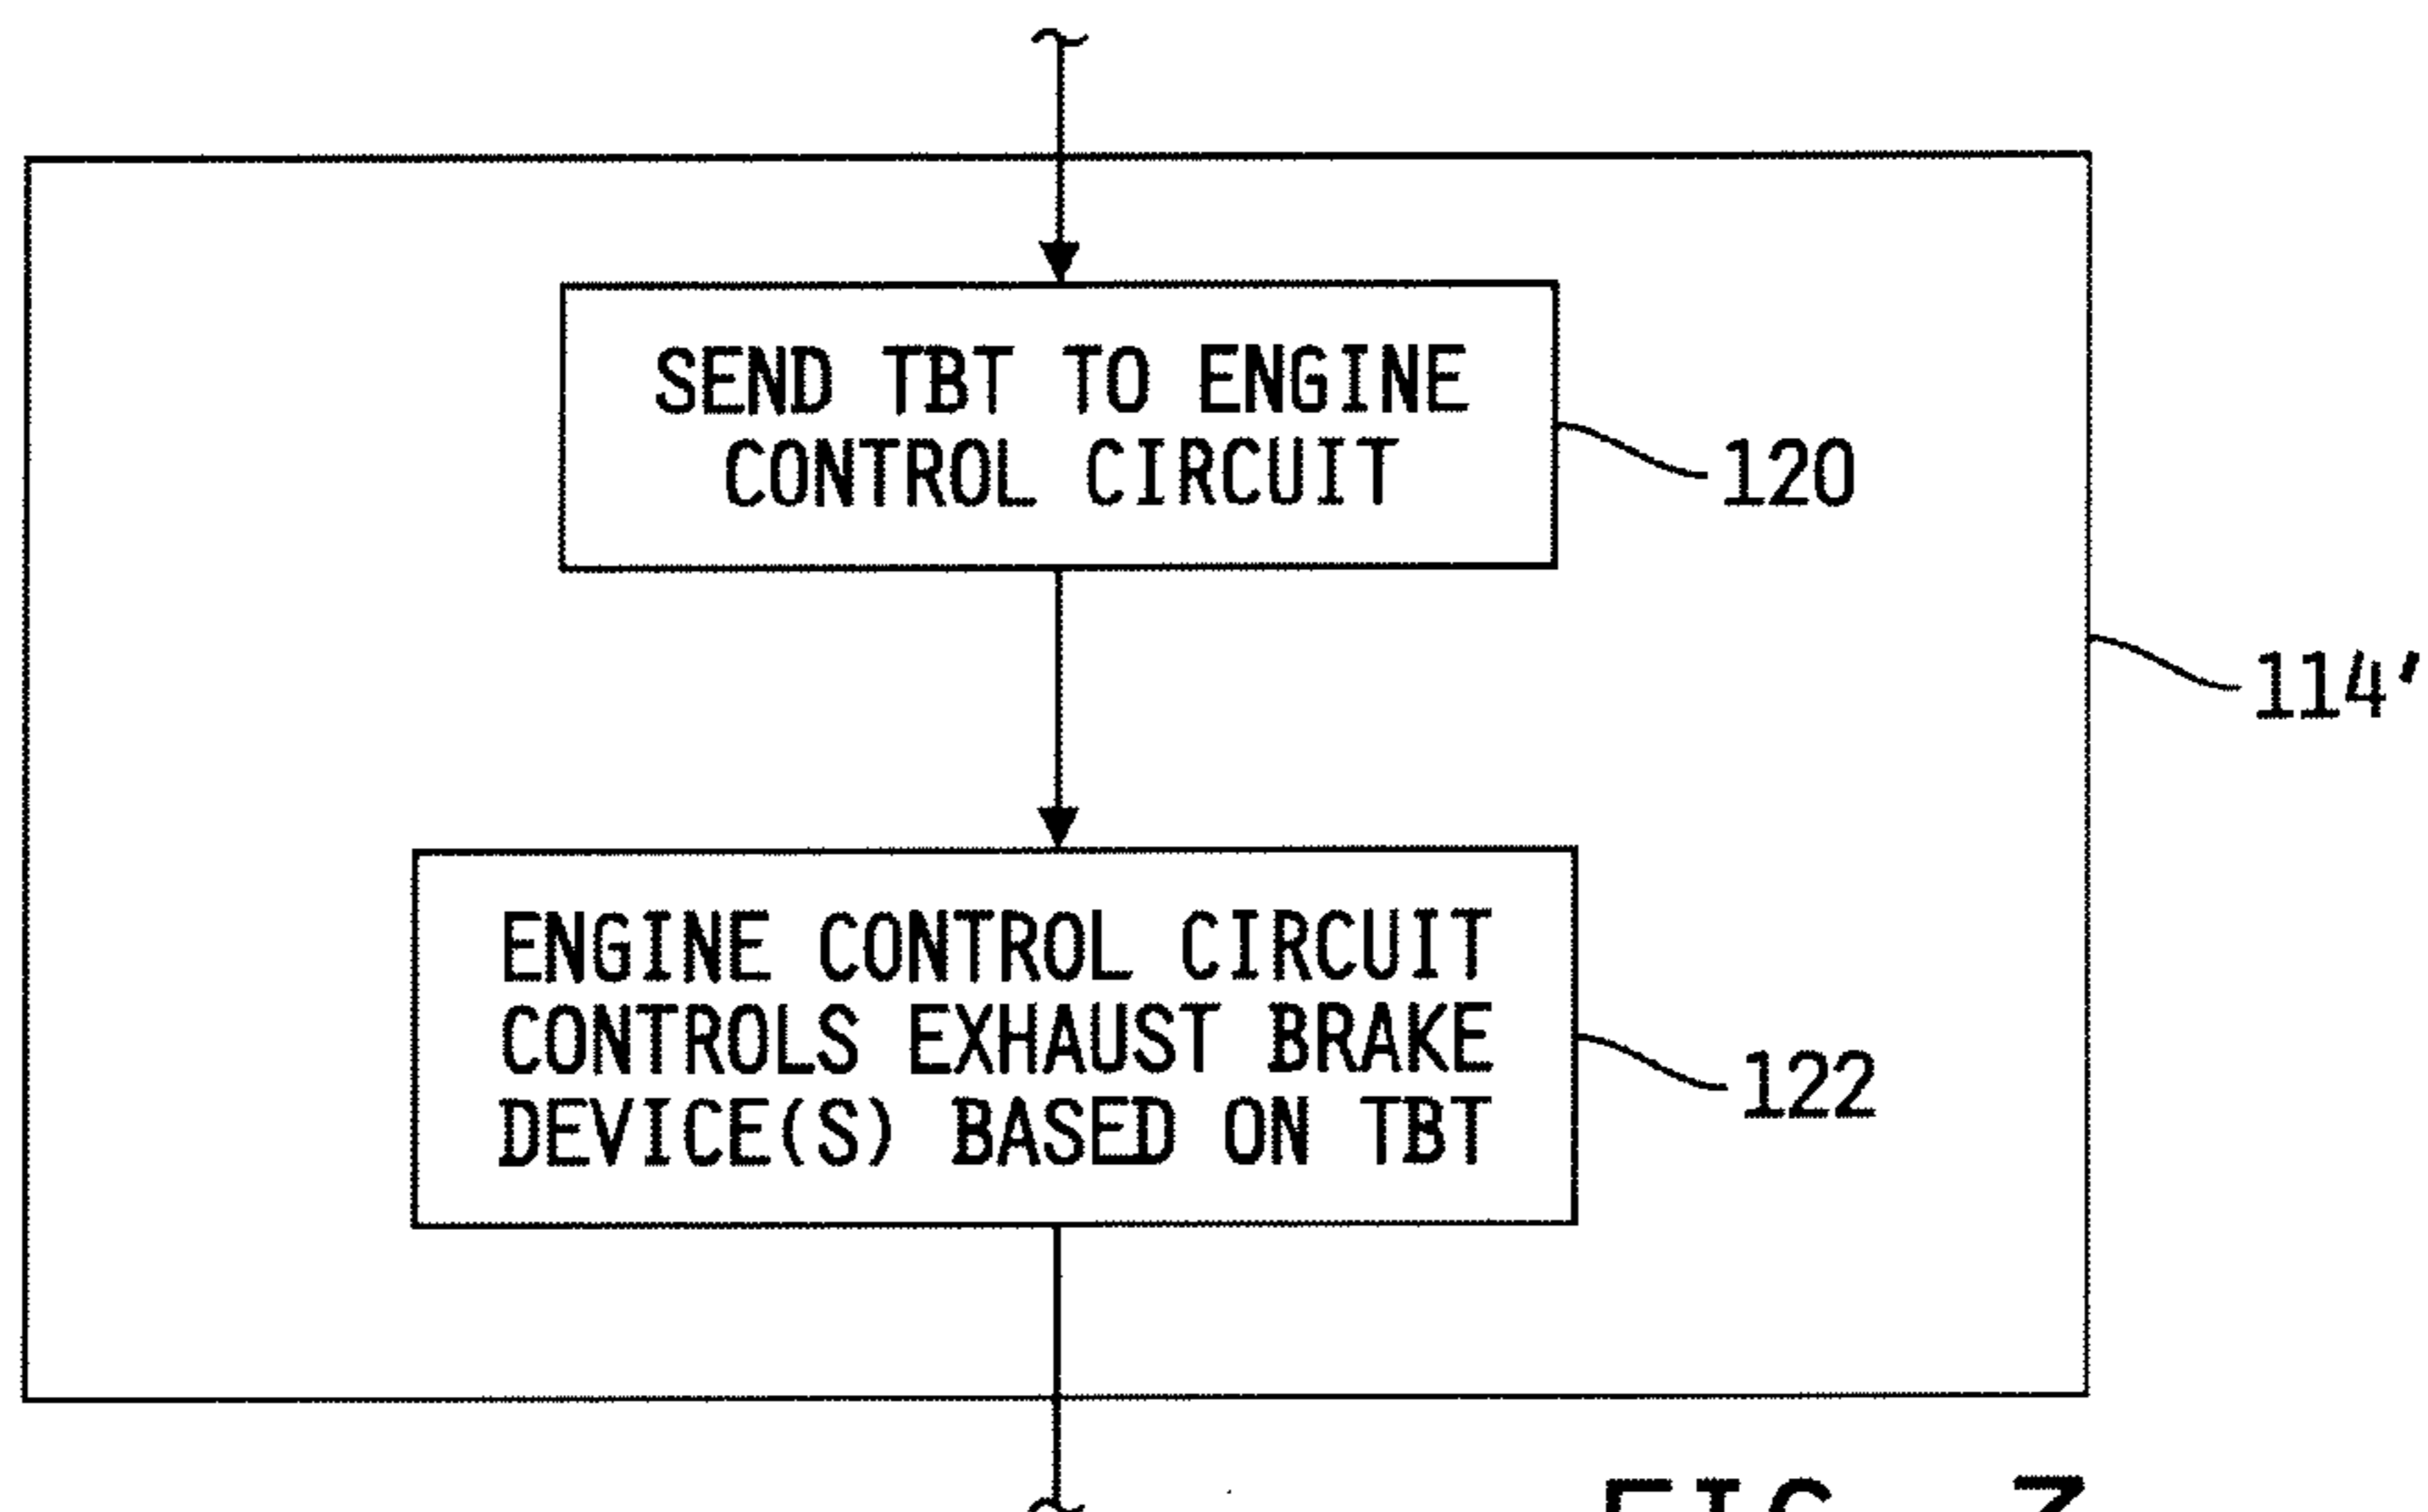 SEND TBT TO ENGINE
CONTROL CIRCUIT
120
114'
ENGINE CONTROL CIRCUIT
CONTROLS EXHAUST BRAKE
DEVICE(S) BASED ON TBT
122
FIG.